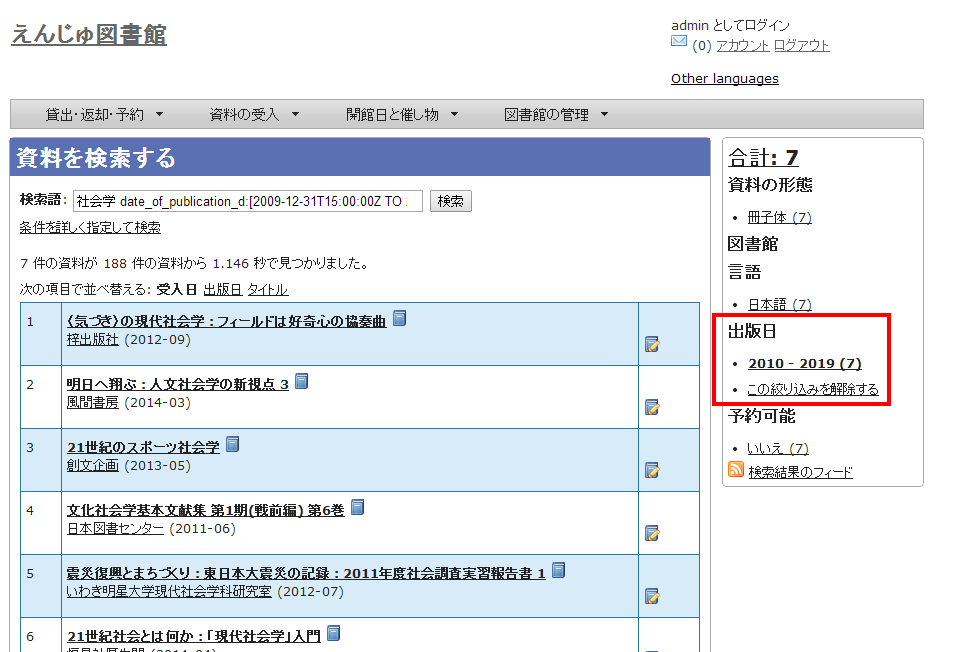 えんじゅ図書館
admin としてログイン
(0) アカウント ログアウト
Other languages
貸出・返却・予約 ▼ 資料の受入 ▼ 開館日と催し物 ▼ 図書館の管理 ▼
資料を検索する
検索語: 社会学 date_of_publication_d:[2009-12-31T15:00:00Z TO 検索
条件を詳しく指定して検索
7 件の資料が 188 件の資料から 1.146 秒で見つかりました。
次の項目で並べ替える: 受入日 出版日 タイトル
1 〈気づき〉の現代社会学 : フィールドは好奇心の協奏曲
梓出版社 (2012-09)
2 明日へ翔ぶ : 人文社会学の新視点 3
風間書房 (2014-03)
3 21世紀のスポーツ社会学
創文企画 (2013-05)
4 文化社会学基本文献集 第1期(戦前編) 第6巻
日本図書センター (2011-06)
5 震災復興とまちづくり : 東日本大震災の記録 : 2011年度社会調査実習報告書 1
いわき明星大学現代社会学科研究室 (2012-07)
6 21世紀社会とは何か : 「現代社会学」入門
合計: 7
資料の形態
• 冊子体 (7)
図書館
言語
• 日本語 (7)
出版日
• 2010 - 2019 (7)
• この絞り込みを解除する
予約可能
• いいえ (7)
検索結果のフィード